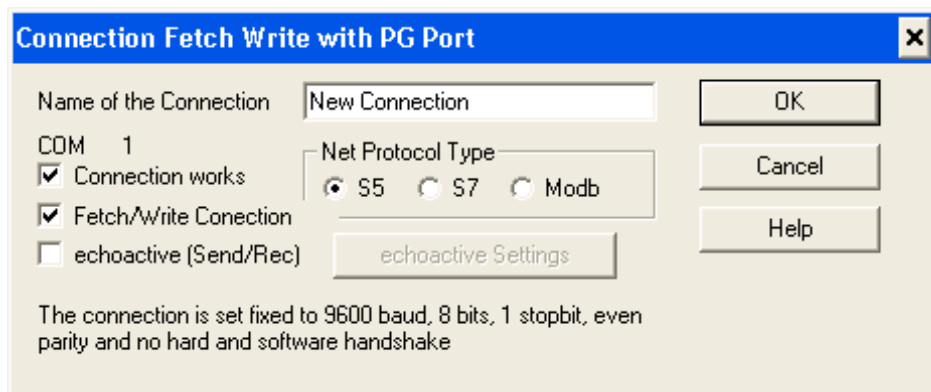 Connection Fetch Write with PG Port
Name of the Connection New Connection OK
COM 1
Net Protocol Type
Connection works
S5 S7 Modb
Cancel
Fetch/Write Conection
Help
echoactive (Send/Rec) echoactive Settings
The connection is set fixed to 9600 baud, 8 bits, 1 stopbit, even
parity and no hard and software handshake